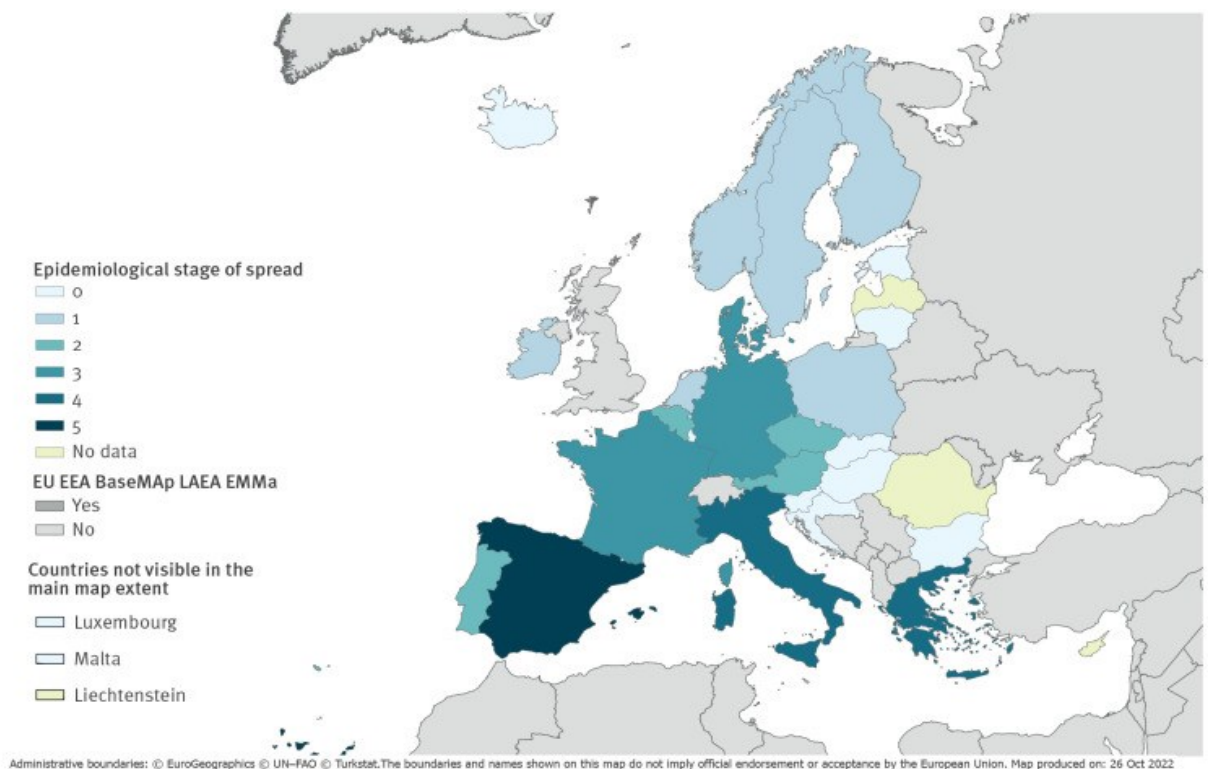 Epidemiological stage of spread
0
1
2
3
4
5
No data
EU EEA BaseMAp LAEA EMMa
Yes
No
Countries not visible in the
main map extent
Luxembourg
Malta
Liechtenstein
Administrative boundaries: © EuroGeographics © UN–FAO © Turkstat.The boundaries and names shown on this map do not imply official endorsement or acceptance by the European Union. Map produced on: 26 Oct 2022